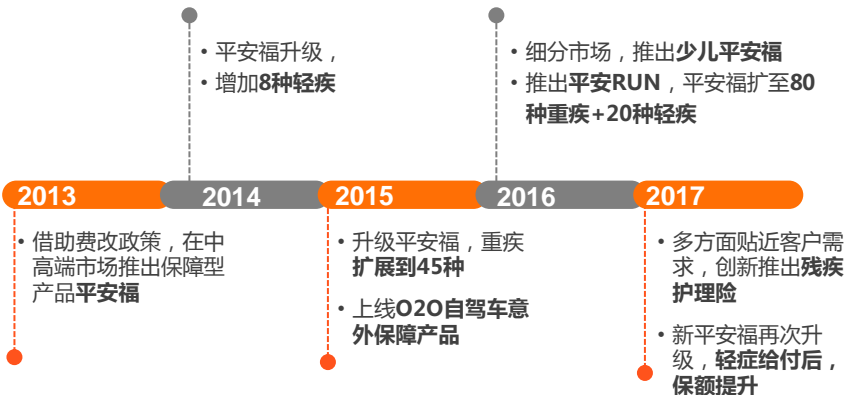 • 平安福升级，
• 增加8种轻疾
• 细分市场，推出少儿平安福
• 推出平安RUN，平安福扩至80
种重疾+20种轻疾
2013
2014
2015
2016
2017
• 借助费改政策，在中
高端市场推出保障型
产品平安福
• 升级平安福，重疾
扩展到45种
• 上线O2O自驾车意
外保障产品
• 多方面贴近客户需
求，创新推出残疾
护理险
• 新平安福再次升
级，轻症给付后，
保额提升